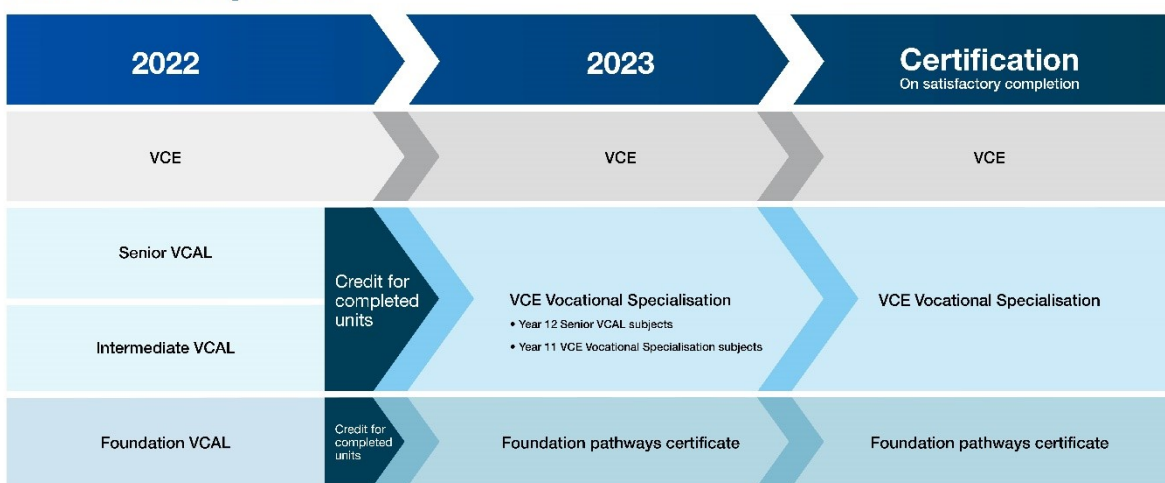 2022
2023
Certification
On satisfactory completion
VCE
VCE
VCE
Senior VCAL
Intermediate VCAL
Credit for
completed
units
VCE Vocational Specialisation
• Year 12 Senior VCAL subjects
• Year 11 VCE Vocational Specialisation subjects
VCE Vocational Specialisation
Foundation VCAL
Credit for
completed
units
Foundation pathways certificate
Foundation pathways certificate